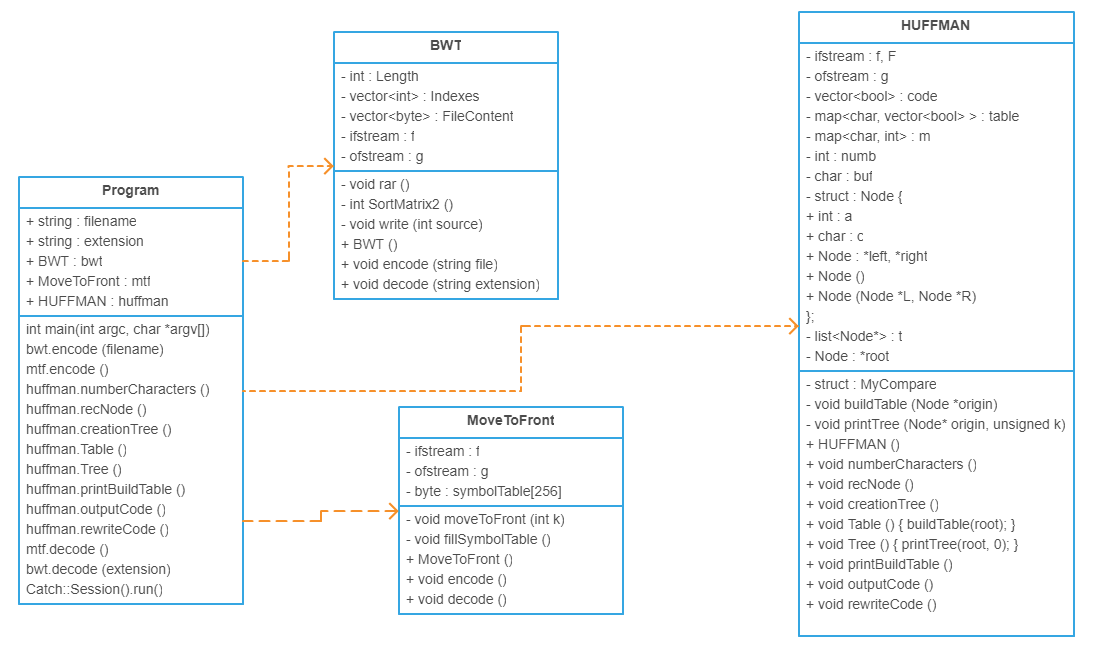 Program
+ string : filename
+ string : extension
+ BWT : bwt
+ MoveToFront : mtf
+ HUFFMAN : huffman
int main(int argc, char *argv[])
bwt.encode (filename)
mtf.encode ()
huffman.numberCharacters ()
huffman.recNode ()
huffman.creationTree ()
huffman.Table ()
huffman.Tree ()
huffman.printBuildTable ()
huffman.outputCode ()
huffman.rewriteCode ()
mtf.decode ()
bwt.decode (extension)
Catch::Session().run()
BWT
- int : Length
- vector<int> : Indexes
- vector<byte> : FileContent
- ifstream : f
- ofstream : g
- void rar ()
- int SortMatrix2 ()
- void write (int source)
+ BWT ()
+ void encode (string file)
+ void decode (string extension)
MoveToFront
- ifstream : f
- ofstream : g
- byte : symbolTable[256]
- void moveToFront (int k)
- void fillSymbolTable ()
+ MoveToFront ()
+ void encode ()
+ void decode ()
HUFFMAN
- ifstream : f, F
- ofstream : g
- vector<bool> : code
- map<char, vector<bool> > : table
- map<char, int> : m
- int : numb
- char : buf
- struct : Node {
+ int : a
+ char : c
+ Node : *left, *right
+ Node ()
+ Node (Node *L, Node *R)
};
- list<Node*> : t
- Node : *root
- struct : MyCompare
- void buildTable (Node *origin)
- void printTree (Node* origin, unsigned k)
+ HUFFMAN ()
+ void numberCharacters ()
+ void recNode ()
+ void creationTree ()
+ void Table () { buildTable(root); }
+ void Tree () { printTree(root, 0); }
+ void printBuildTable ()
+ void outputCode ()
+ void rewriteCode ()